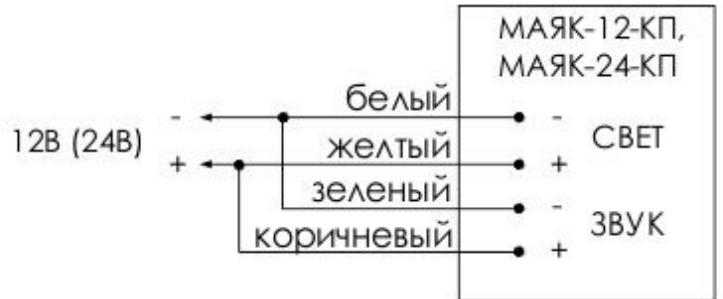 МАЯК-12-КП,
МАЯК-24-КП
белый
- - СВЕТ
12В (24В)
желтый
+ +
зеленый
- ЗВУК
коричневый
+